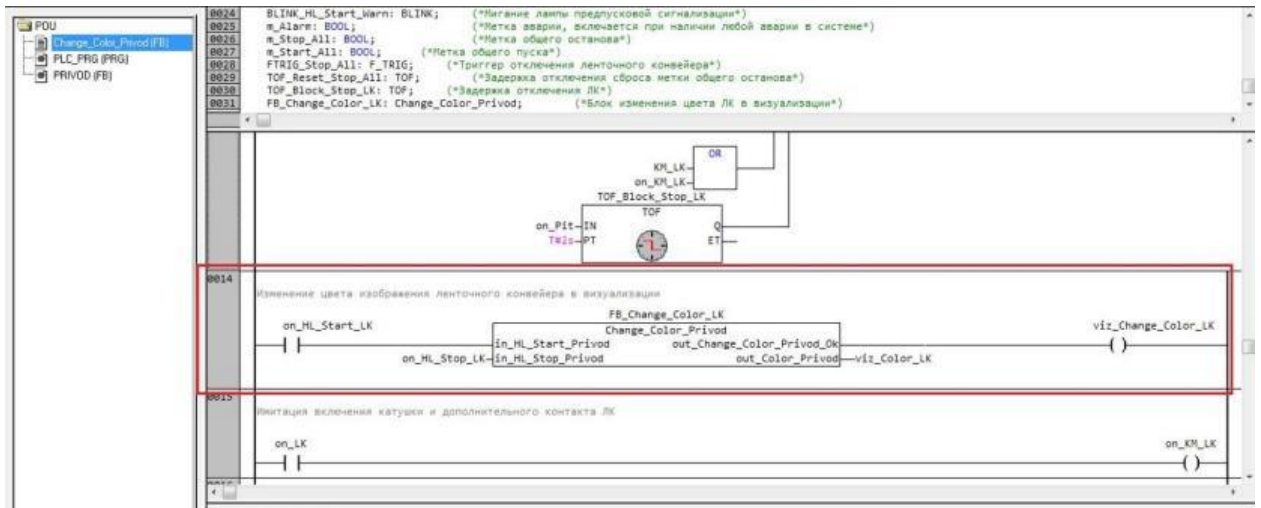 POU
Change_Color_Privod (FB)
PLC_PRG (PRG)
PRIVOD (FB)
0024 BLINK_HL_Start_Warn: BLINK; (*Мигание лампы предпусковой сигнализации*)
0025 m_Alarm: BOOL; (*Метка аварии, включается при наличии любой аварии в системе*)
0026 m_Stop_All: BOOL; (*Метка общего останова*)
0027 m_Start_All: BOOL; (*Метка общего пуска*)
0028 FTRIG_Stop_All: F_TRIG; (*Триггер отключения ленточного конвейера*)
0029 TOF_Reset_Stop_All: TOF; (*Задержка отключения сброса метки общего останова*)
0030 TOF_Block_Stop_LK: TOF; (*Задержка отключения ЛК*)
0031 FB_Change_Color_LK: Change_Color_Privod; (*Блок изменения цвета ЛК в визуализации*)
OR
KM_LK
on_KM_LK
TOF_Block_Stop_LK
TOF
on_Pit IN Q
T#2s PT ET
0014
Изменение цвета изображения ленточного конвейера в визуализации
FB_Change_Color_LK
on_HL_Start_LK Change_Color_Privod viz_Change_Color_LK
in_HL_Start_Privod out_Change_Color_Privod_Ok
on_HL_Stop_LK in_HL_Stop_Privod out_Color_Privod viz_Color_LK
0015
Имитация включения катушки и дополнительного контакта ЛК
on_LK on_KM_LK